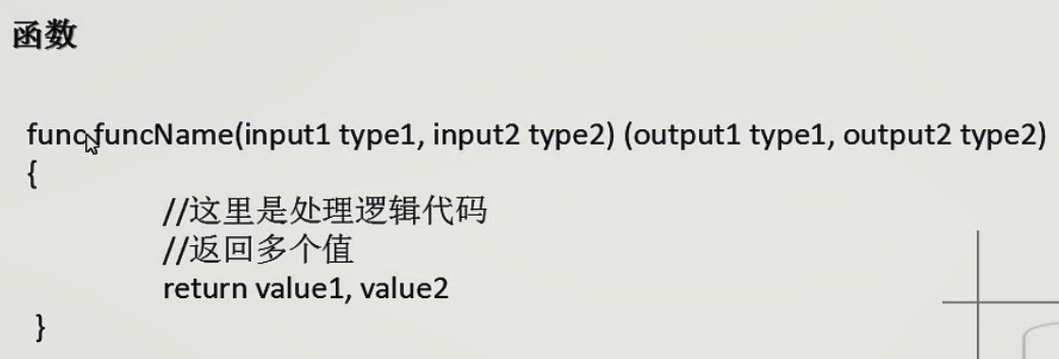 函数
func funcName(input1 type1, input2 type2) (output1 type1, output2 type2)
{
//这里是处理逻辑代码
//返回多个值
return value1, value2
}